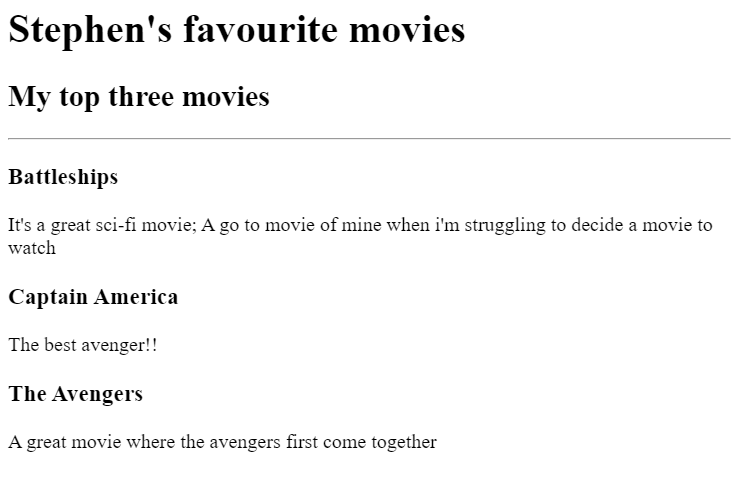 Stephen's favourite movies
My top three movies
Battleships
It's a great sci-fi movie; A go to movie of mine when i'm struggling to decide a movie to
watch
Captain America
The best avenger!!
The Avengers
A great movie where the avengers first come together